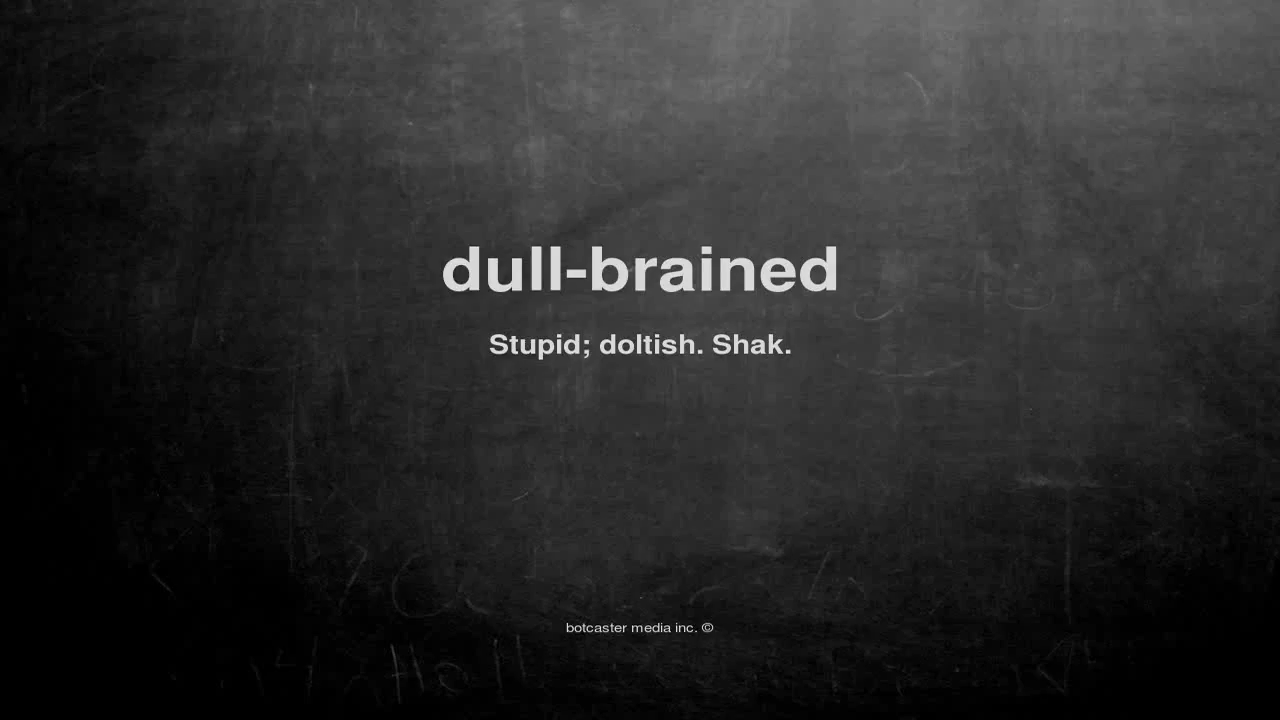 dull-brained
Stupid; doltish. Shak.
botcaster media inc. ©